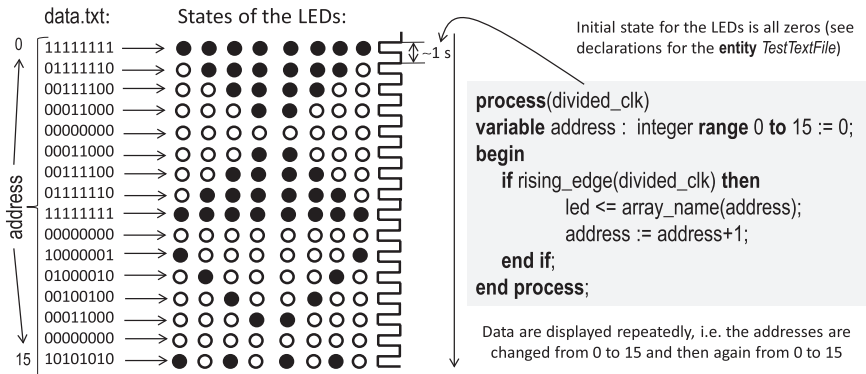 data.txt:
States of the LEDs:
0
11111111
01111110
00111100
00011000
00000000
00011000
00111100
01111110
11111111
00000000
10000001
01000010
00100100
00011000
00000000
15
10101010
address
~1 s
Initial state for the LEDs is all zeros (see
declarations for the entity TestTextFile)
process(divided_clk)
variable address : integer range 0 to 15 := 0;
begin
if rising_edge(divided_clk) then
led <= array_name(address);
address := address+1;
end if;
end process;
Data are displayed repeatedly, i.e. the addresses are
changed from 0 to 15 and then again from 0 to 15